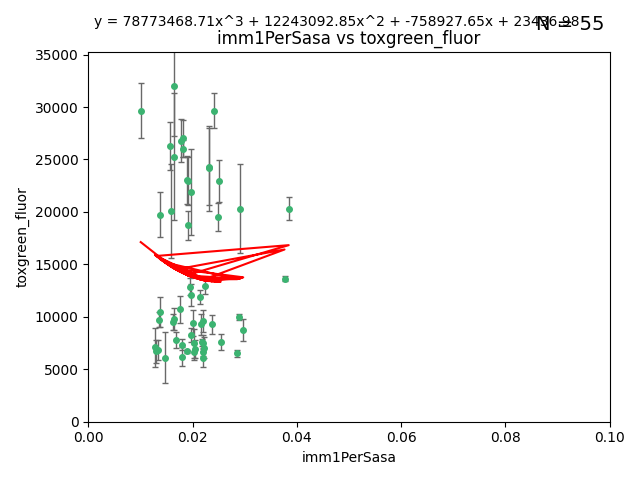 y = 78773468.71x^3 + 12243092.85x^2 + -758927.65x + 23436.98
N = 55
imm1PerSasa vs toxgreen_fluor
35000
30000
25000
20000
15000
10000
5000
0
toxgreen_fluor
0.00 0.02 0.04 0.06 0.08 0.10
imm1PerSasa